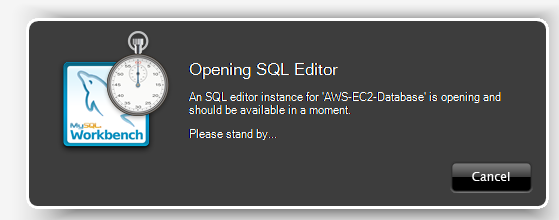 Opening SQL Editor
An SQL editor instance for 'AWS-EC2-Database' is opening and
should be available in a moment.
Please stand by...
MySQL
Workbench
Cancel